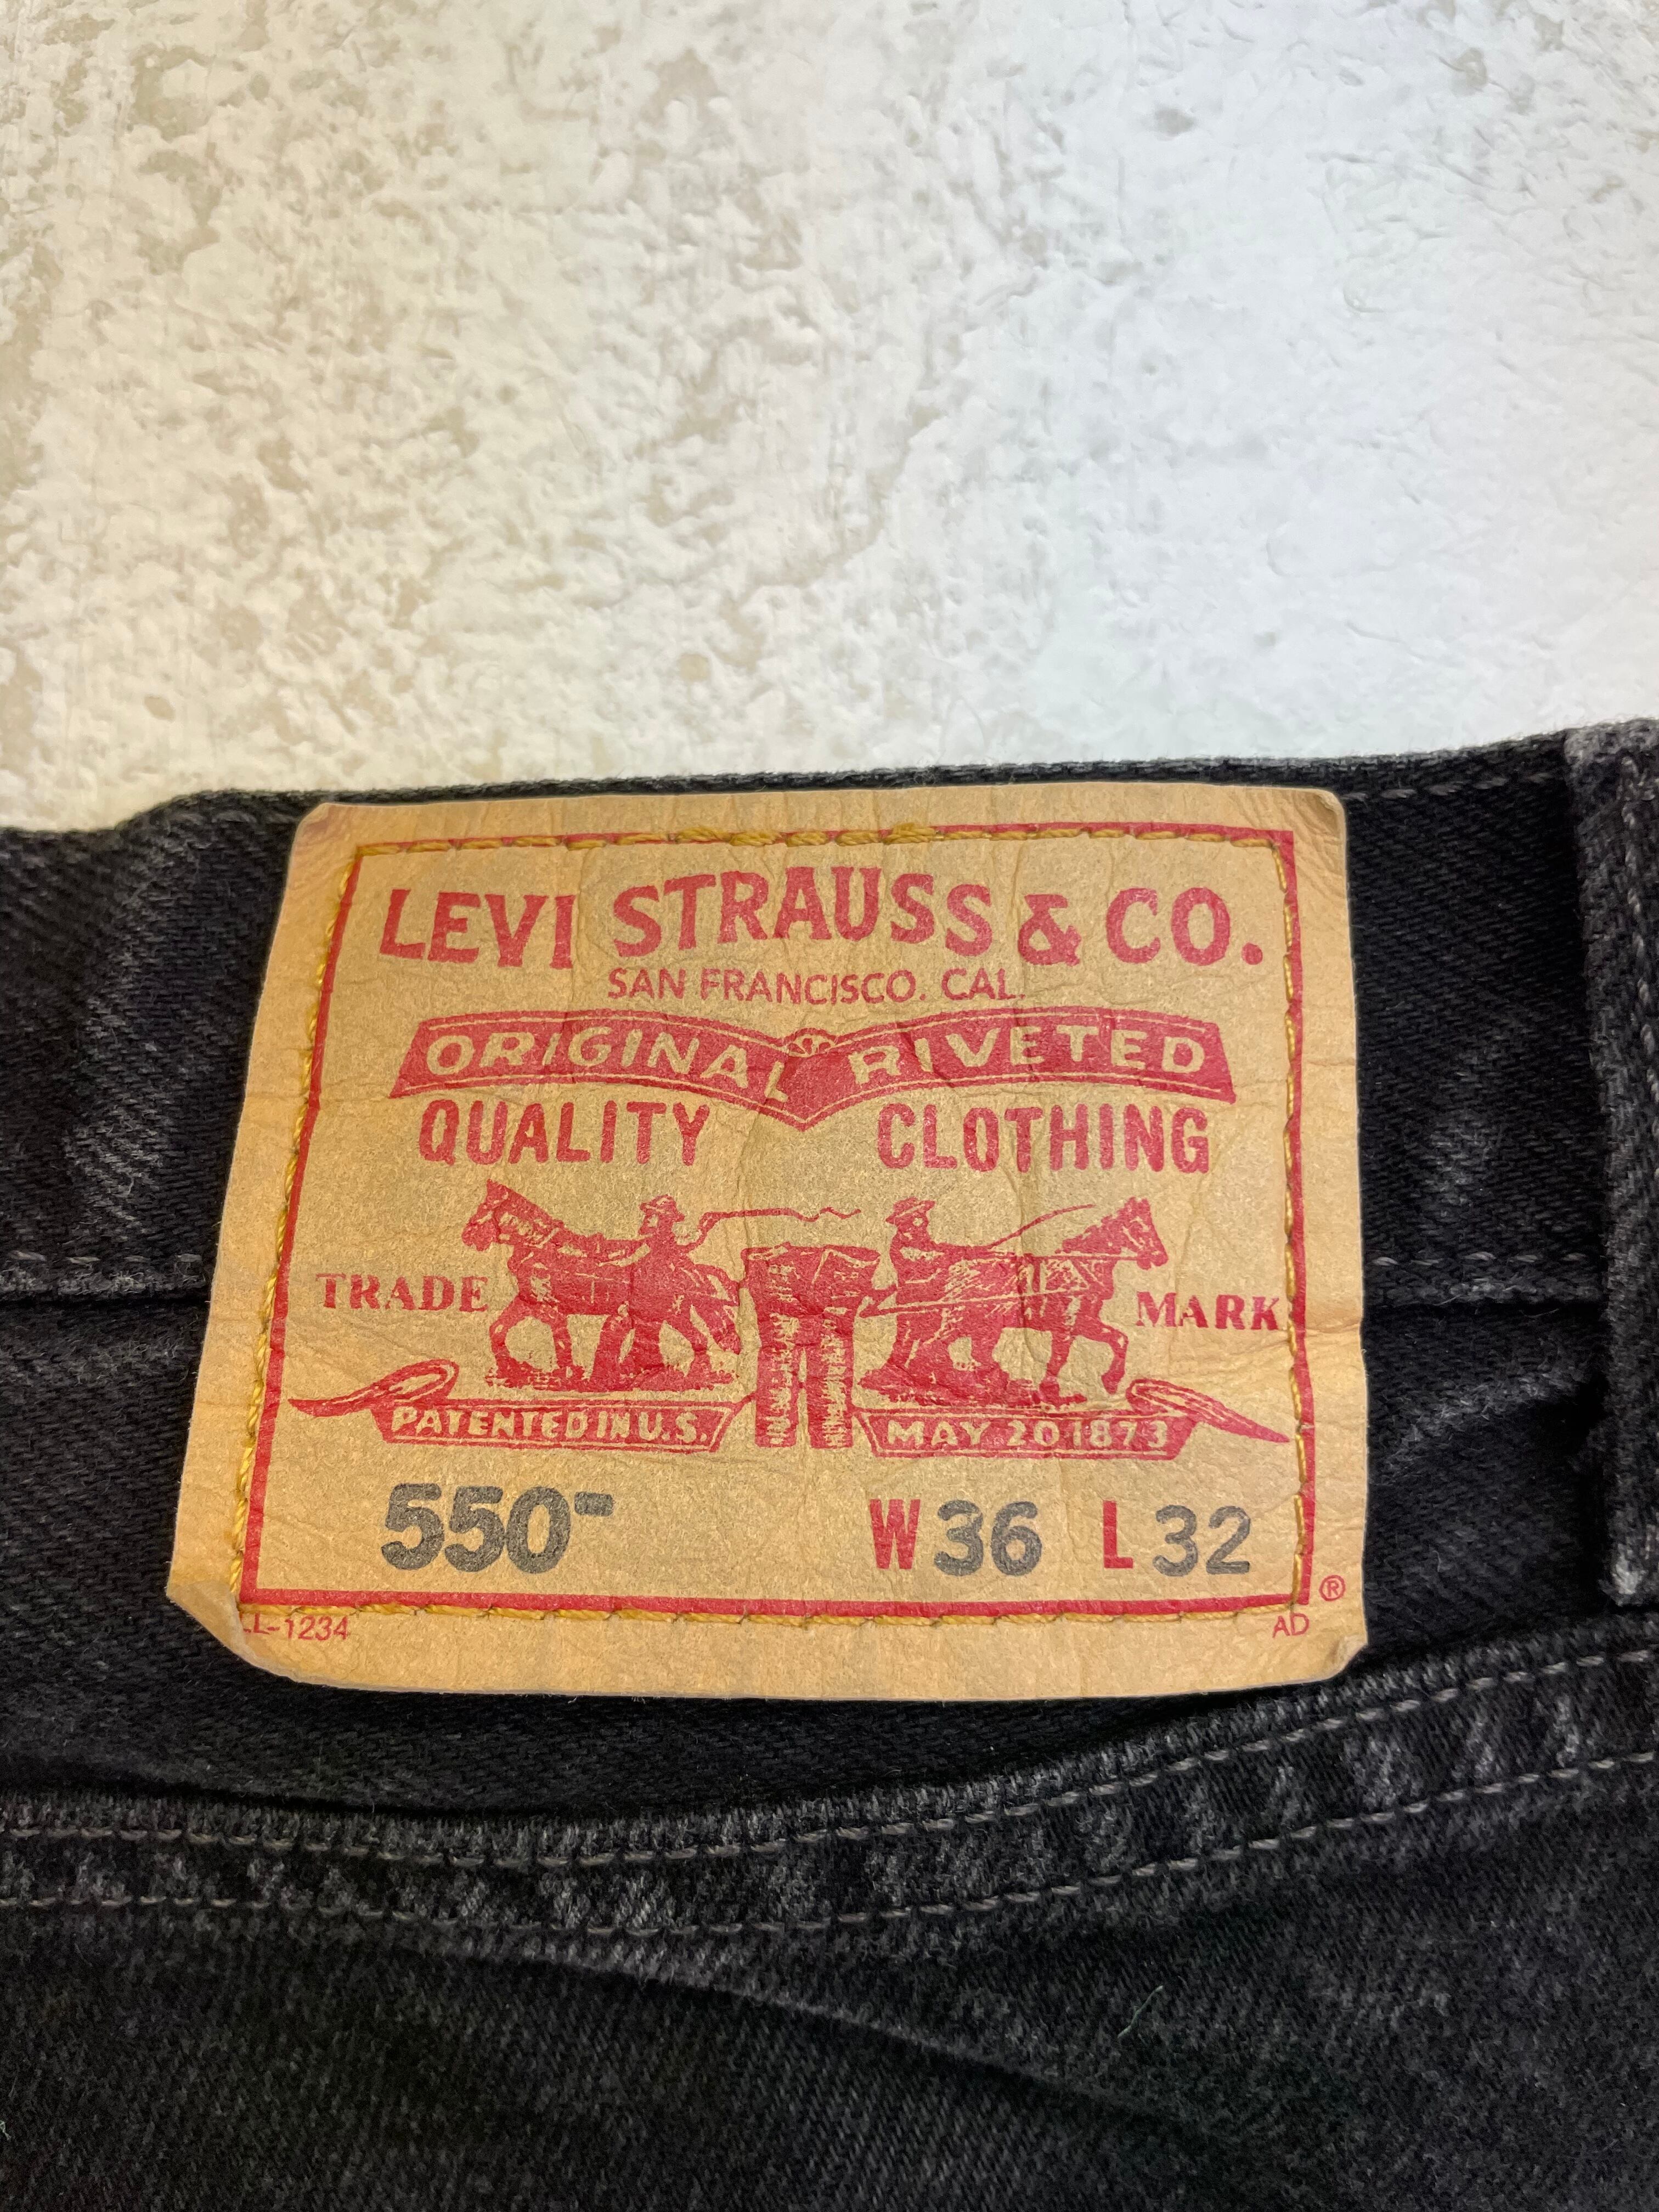 LEVI STRAUSS & CO.
SAN FRANCISCO, CAL.
ORIGINAL RIVETED
QUALITY CLOTHING
TRADE MARK
PATENTED IN U.S. MAY 20 1873
550™ W36 L32
®
LL-1234 AD